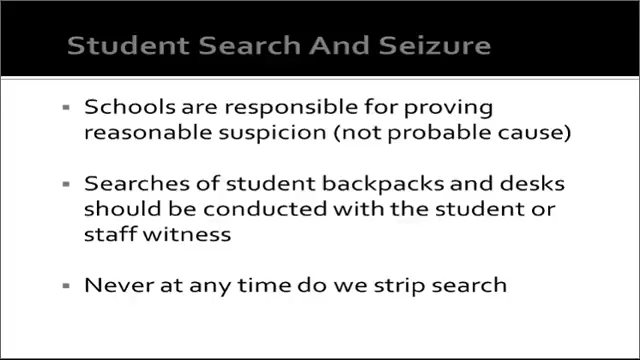 Student Search And Seizure
Schools are responsible for proving
reasonable suspicion (not probable cause)
Searches of student backpacks and desks
should be conducted with the student or
staff witness
Never at any time do we strip search